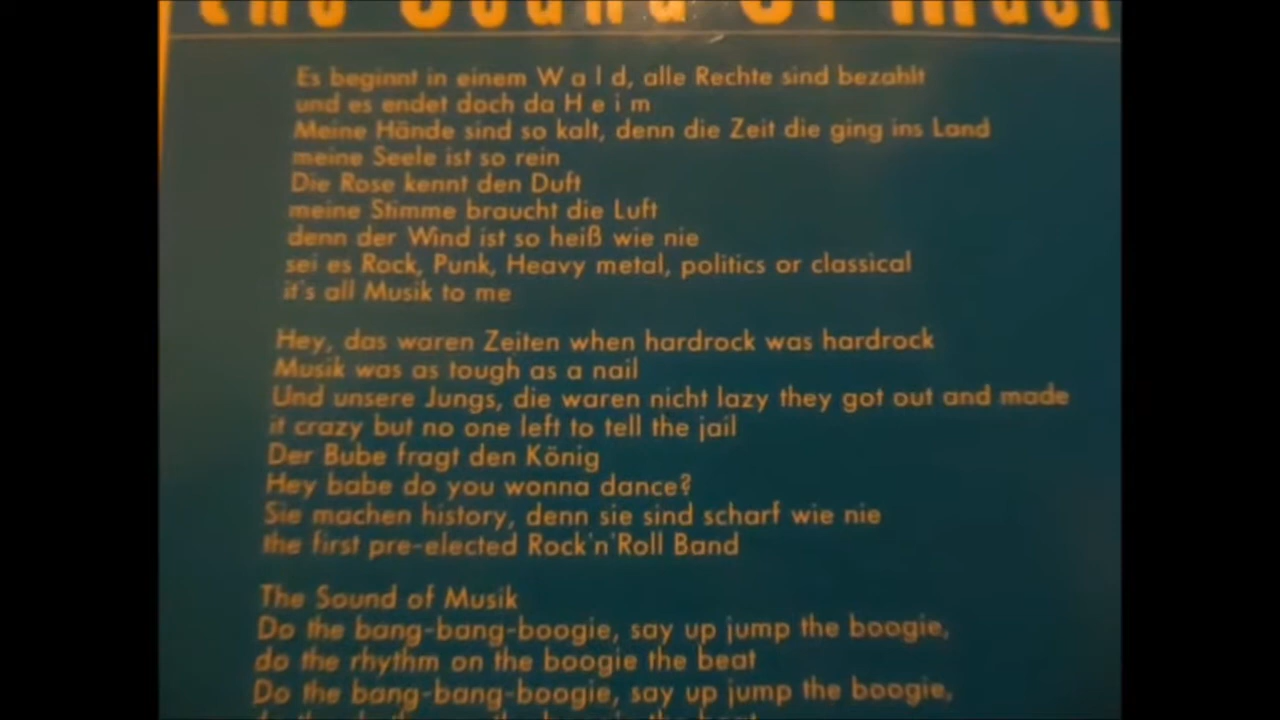 the Sound of Musi
Es beginnt in einem W a l d, alle Rechte sind bezahlt
und es endet doch da H e i m
Meine Hände sind so kalt, denn die Zeit die ging ins Land
meine Seele ist so rein
Die Rose kennt den Duft
meine Stimme braucht die Luft
denn der Wind ist so heiß wie nie
sei es Rock, Punk, Heavy metal, politics or classical
it's all Musik to me
Hey, das waren Zeiten when hardrock was hardrock
Musik was as tough as a nail
Und unsere Jungs, die waren nicht lazy they got out and made
it crazy but no one left to tell the jail
Der Bube fragt den König
Hey babe do you wonna dance?
Sie machen history, denn sie sind scharf wie nie
the first pre-elected Rock'n'Roll Band
The Sound of Musik
Do the bang-bang-boogie, say up jump the boogie,
do the rhythm on the boogie the beat
Do the bang-bang-boogie, say up jump the boogie,